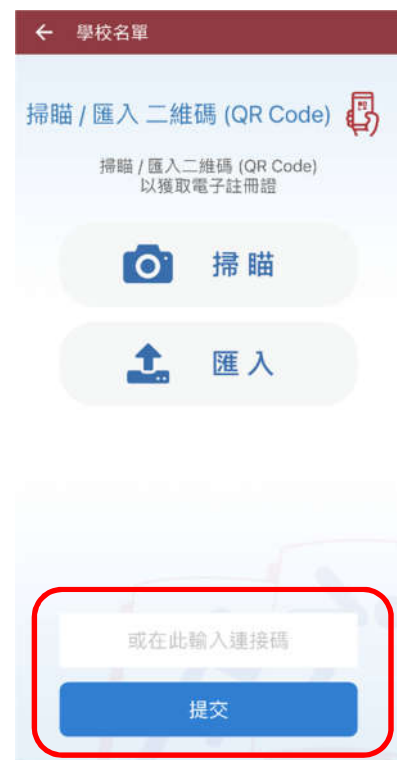 學校名單
掃瞄 / 匯入 二維碼 (QR Code)
掃瞄 / 匯入二維碼 (QR Code)
以獲取電子註冊證
掃 瞄
匯 入
或在此輸入連接碼
提交